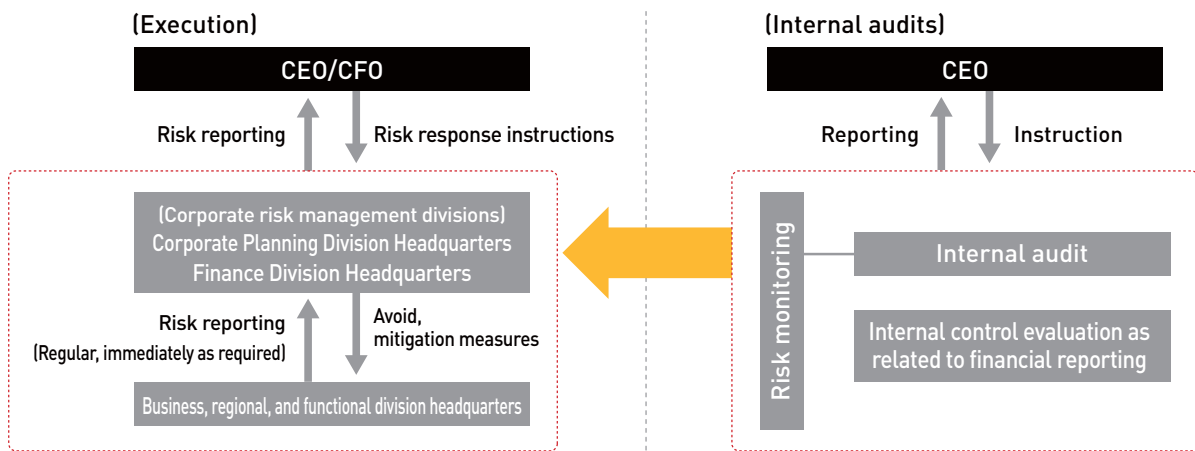 (Execution)
CEO/CFO
Risk reporting
Risk response instructions
(Corporate risk management divisions)
Corporate Planning Division Headquarters
Finance Division Headquarters
Risk reporting
(Regular, immediately as required)
Avoid,
mitigation measures
Business, regional, and functional division headquarters
(Internal audits)
CEO
Reporting
Instruction
Risk monitoring
Internal audit
Internal control evaluation as
related to financial reporting